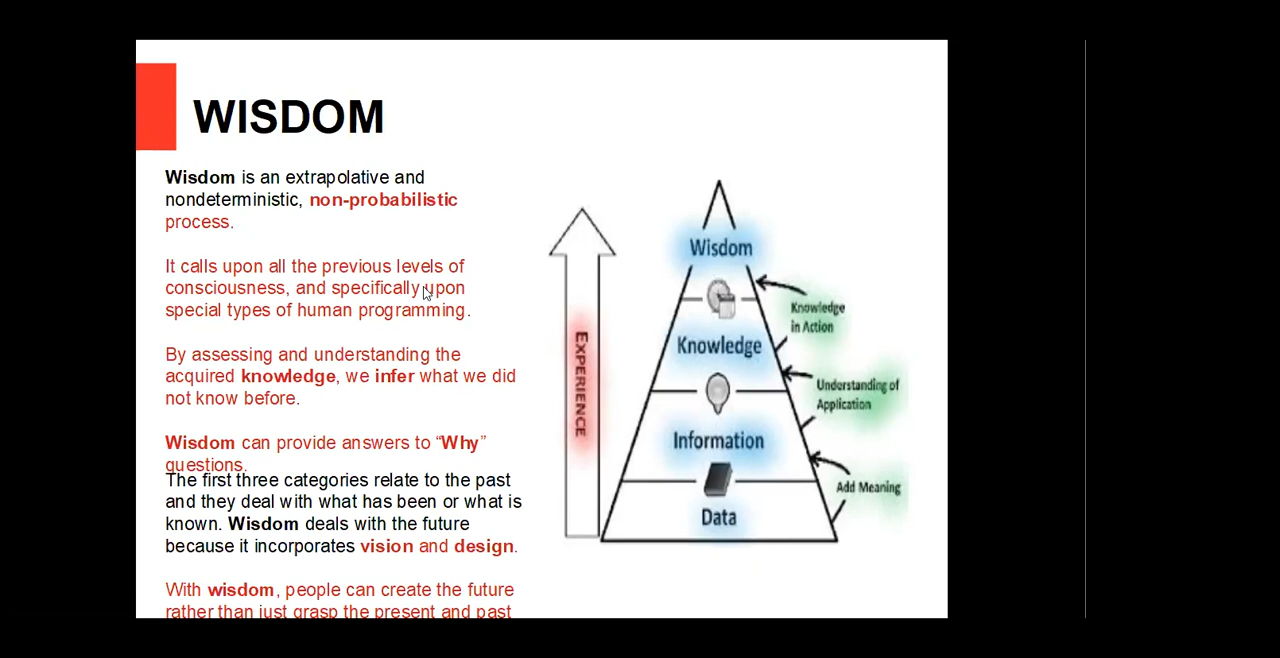 WISDOM
Wisdom is an extrapolative and
nondeterministic, non-probabilistic
process.
It calls upon all the previous levels of
consciousness, and specifically upon
special types of human programming.
By assessing and understanding the
acquired knowledge, we infer what we did
not know before.
Wisdom can provide answers to “Why”
questions.
The first three categories relate to the past
and they deal with what has been or what is
known. Wisdom deals with the future
because it incorporates vision and design.
With wisdom, people can create the future
rather than just grasp the present and past
EXPERIENCE
Wisdom
Knowledge
in Action
Knowledge
Understanding of
Application
Information
Add Meaning
Data